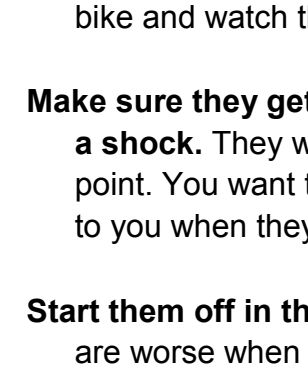 bike and watch
Make sure they get
a shock. They
point. You want
to you when they
Start them off in
are worse when